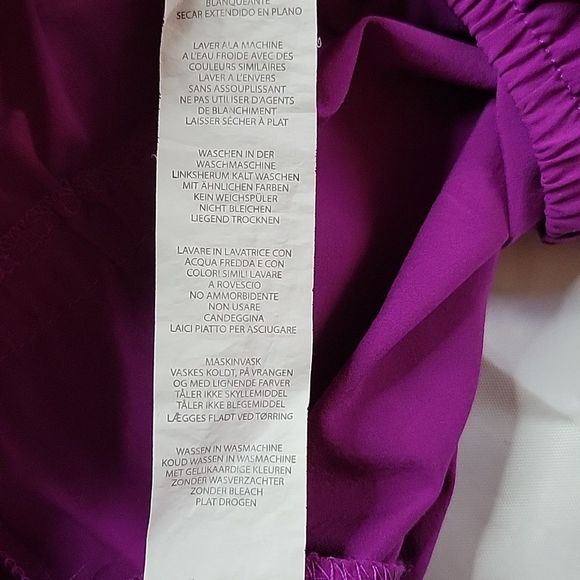 BLANQUEANTE
SECAR EXTENDIDO EN PLANO
LAVER ALA MACHINE
A L'EAU FROIDE AVEC DES
COULEURS SIMILAIRES
LAVER A L'ENVERS
SANS ASSOUPLISSANT
NE PAS UTILISER D'AGENTS
DE BLANCHIMENT
LAISSER SÉCHER À PLAT
WASCHEN IN DER
WASCHMASCHINE
LINKSHERUM KALT WASCHEN
MIT ÄHNLICHEN FARBEN
KEIN WEICHSPÜLER
NICHT BLEICHEN
LIEGEND TROCKNEN
LAVARE IN LAVATRICE CON
ACQUA FREDDA E CON
COLORI SIMILI LAVARE
A ROVESCIO
NO AMMORBIDENTE
NON USARE
CANDEGGINA
LAICI PIATTO PER ASCIUGARE
MASKINVASK
VASKES KOLDT, PÅ VRANGEN
OG MED LIGNENDE FARVER
TÅLER IKKE SKYLLEMIDDEL
TÅLER IKKE BLEGEMIDDEL
LÆGGES FLADT VED TØRRING
WASSEN IN WASMACHINE
KOUD WASSEN IN WASMACHINE
MET GELIJKAARDIGE KLEUREN
ZONDER WASVERZACHTER
ZONDER BLEACH
PLAT DROGEN